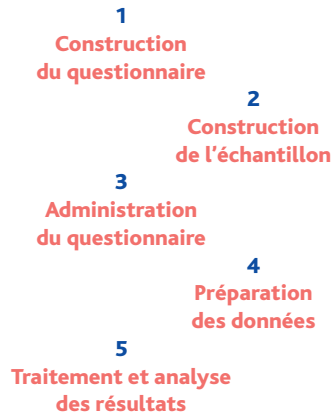 1
Construction
du questionnaire
2
Construction
de l’échantillon
3
Administration
du questionnaire
4
Préparation
des données
5
Traitement et analyse
des résultats